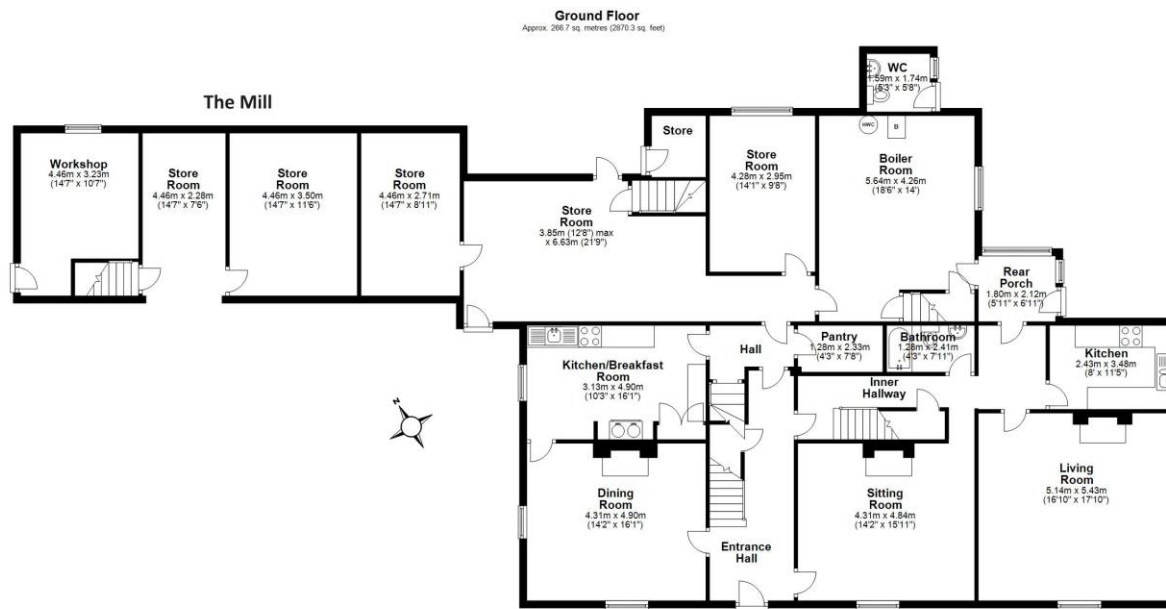 Ground Floor
Approx. 266.7 sq. metres (2870.3 sq. feet)
The Mill
WC
1.59m x 1.74m
(5'3" x 5'8")
Workshop
4.46m x 3.23m
(14'7" x 10'7")
Store
Room
4.46m x 2.28m
(14'7" x 7'6")
Store
Room
4.46m x 3.50m
(14'7" x 11'6")
Store
Room
4.46m x 2.71m
(14'7" x 8'11")
Store
Room
3.85m (12'8") max
x 6.63m (21'9")
Store
Store
Room
4.28m x 2.95m
(14'1" x 9'8")
HWC
B
Boiler
Room
5.64m x 4.26m
(18'6" x 14')
Rear
Porch
1.80m x 2.12m
(5'11" x 6'11")
Kitchen/Breakfast
Room
3.13m x 4.90m
(10'3" x 16'1")
Hall
Pantry
1.28m x 2.33m
(4'3" x 7'8")
Bathroom
1.28m x 2.41m
(4'3" x 7'11")
Kitchen
2.43m x 3.48m
(8' x 11'5")
Inner
Hallway
N
Dining
Room
4.31m x 4.90m
(14'2" x 16'1")
Entrance
Hall
Sitting
Room
4.31m x 4.84m
(14'2" x 15'11")
Living
Room
5.14m x 5.43m
(16'10" x 17'10")